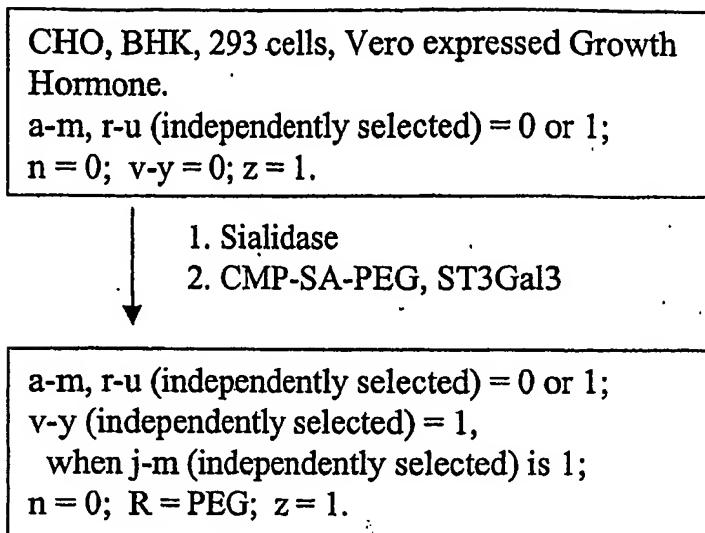 CHO, BHK, 293 cells, Vero expressed Growth
Hormone.
a-m, r-u (independently selected) = 0 or 1;
n = 0; v-y = 0; z = 1.
1. Sialidase
2. CMP-SA-PEG, ST3Gal3
a-m, r-u (independently selected) = 0 or 1;
v-y (independently selected) = 1,
when j-m (independently selected) is 1;
n = 0; R = PEG; z = 1.